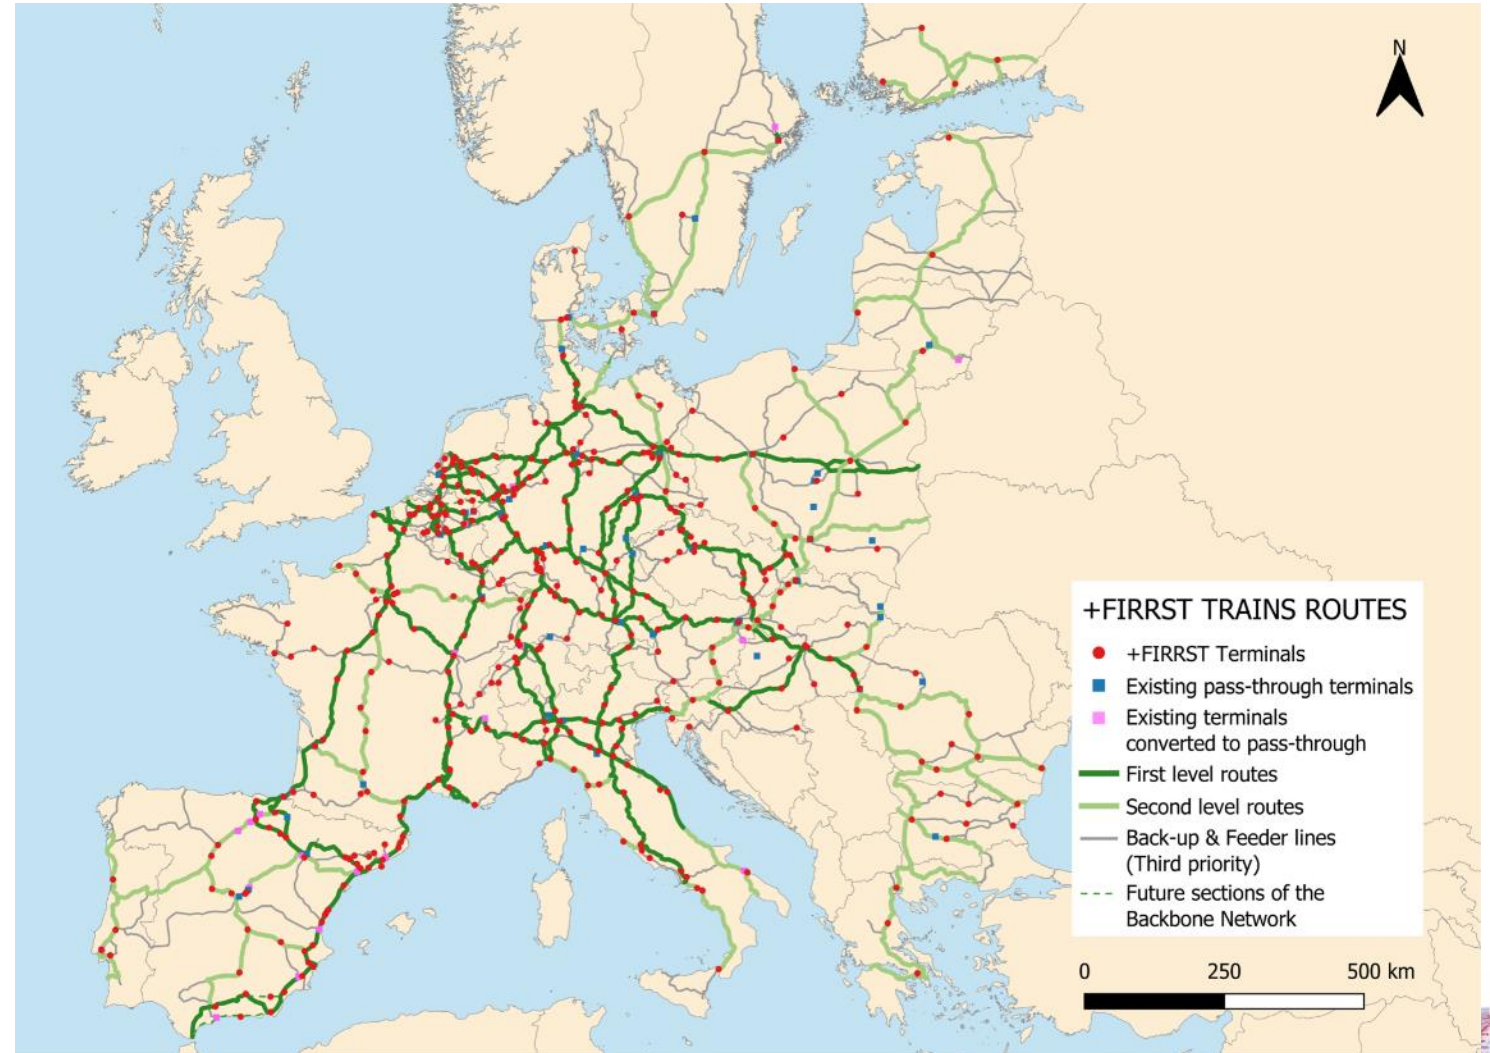 N
+FIRRST TRAINS ROUTES
+FIRRST Terminals
Existing pass-through terminals
Existing terminals
converted to pass-through
First level routes
Second level routes
Back-up & Feeder lines
(Third priority)
Future sections of the
Backbone Network
0 250 500 km